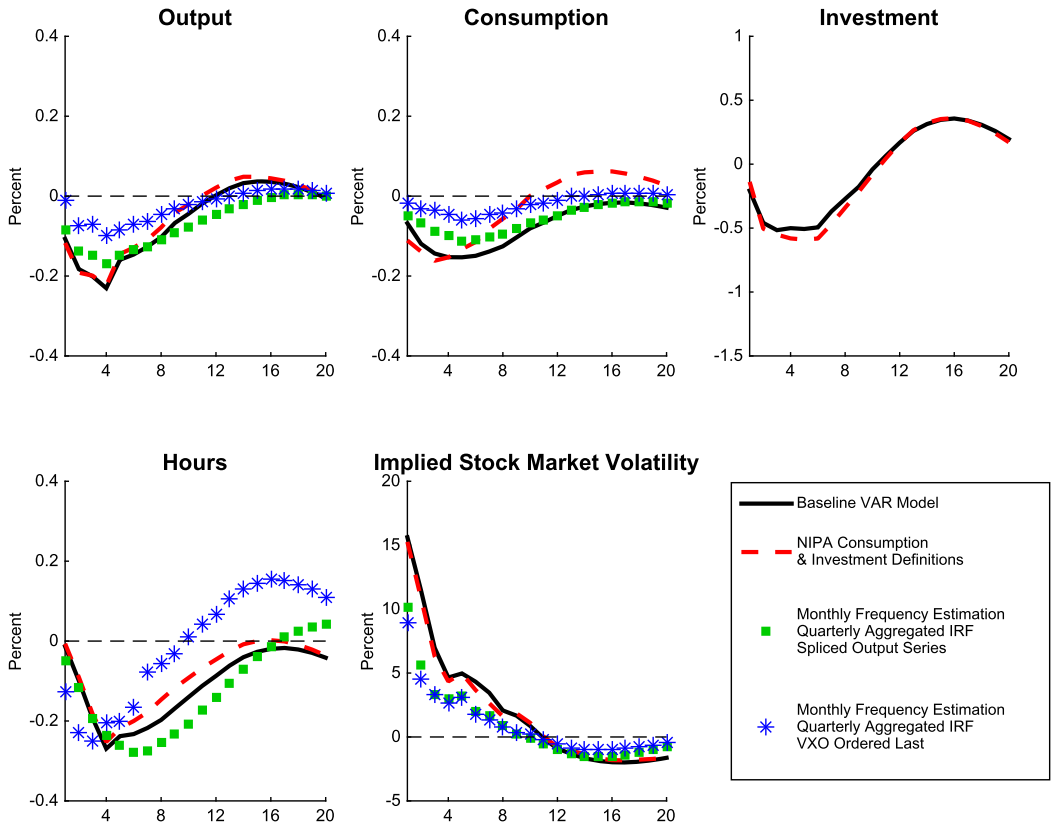 Output
Consumption
Investment
Percent
0.4
0.2
0
-0.2
-0.4
4
8
12
16
20
Percent
0.4
0.2
0
-0.2
-0.4
4
8
12
16
20
Percent
1
0.5
0
-0.5
-1
-1.5
4
8
12
16
20
Hours
Implied Stock Market Volatility
Percent
0.4
0.2
0
-0.2
-0.4
4
8
12
16
20
Percent
20
15
10
5
0
-5
4
8
12
16
20
Baseline VAR Model
NIPA Consumption
& Investment Definitions
Monthly Frequency Estimation
Quarterly Aggregated IRF
Spliced Output Series
Monthly Frequency Estimation
Quarterly Aggregated IRF
VXO Ordered Last